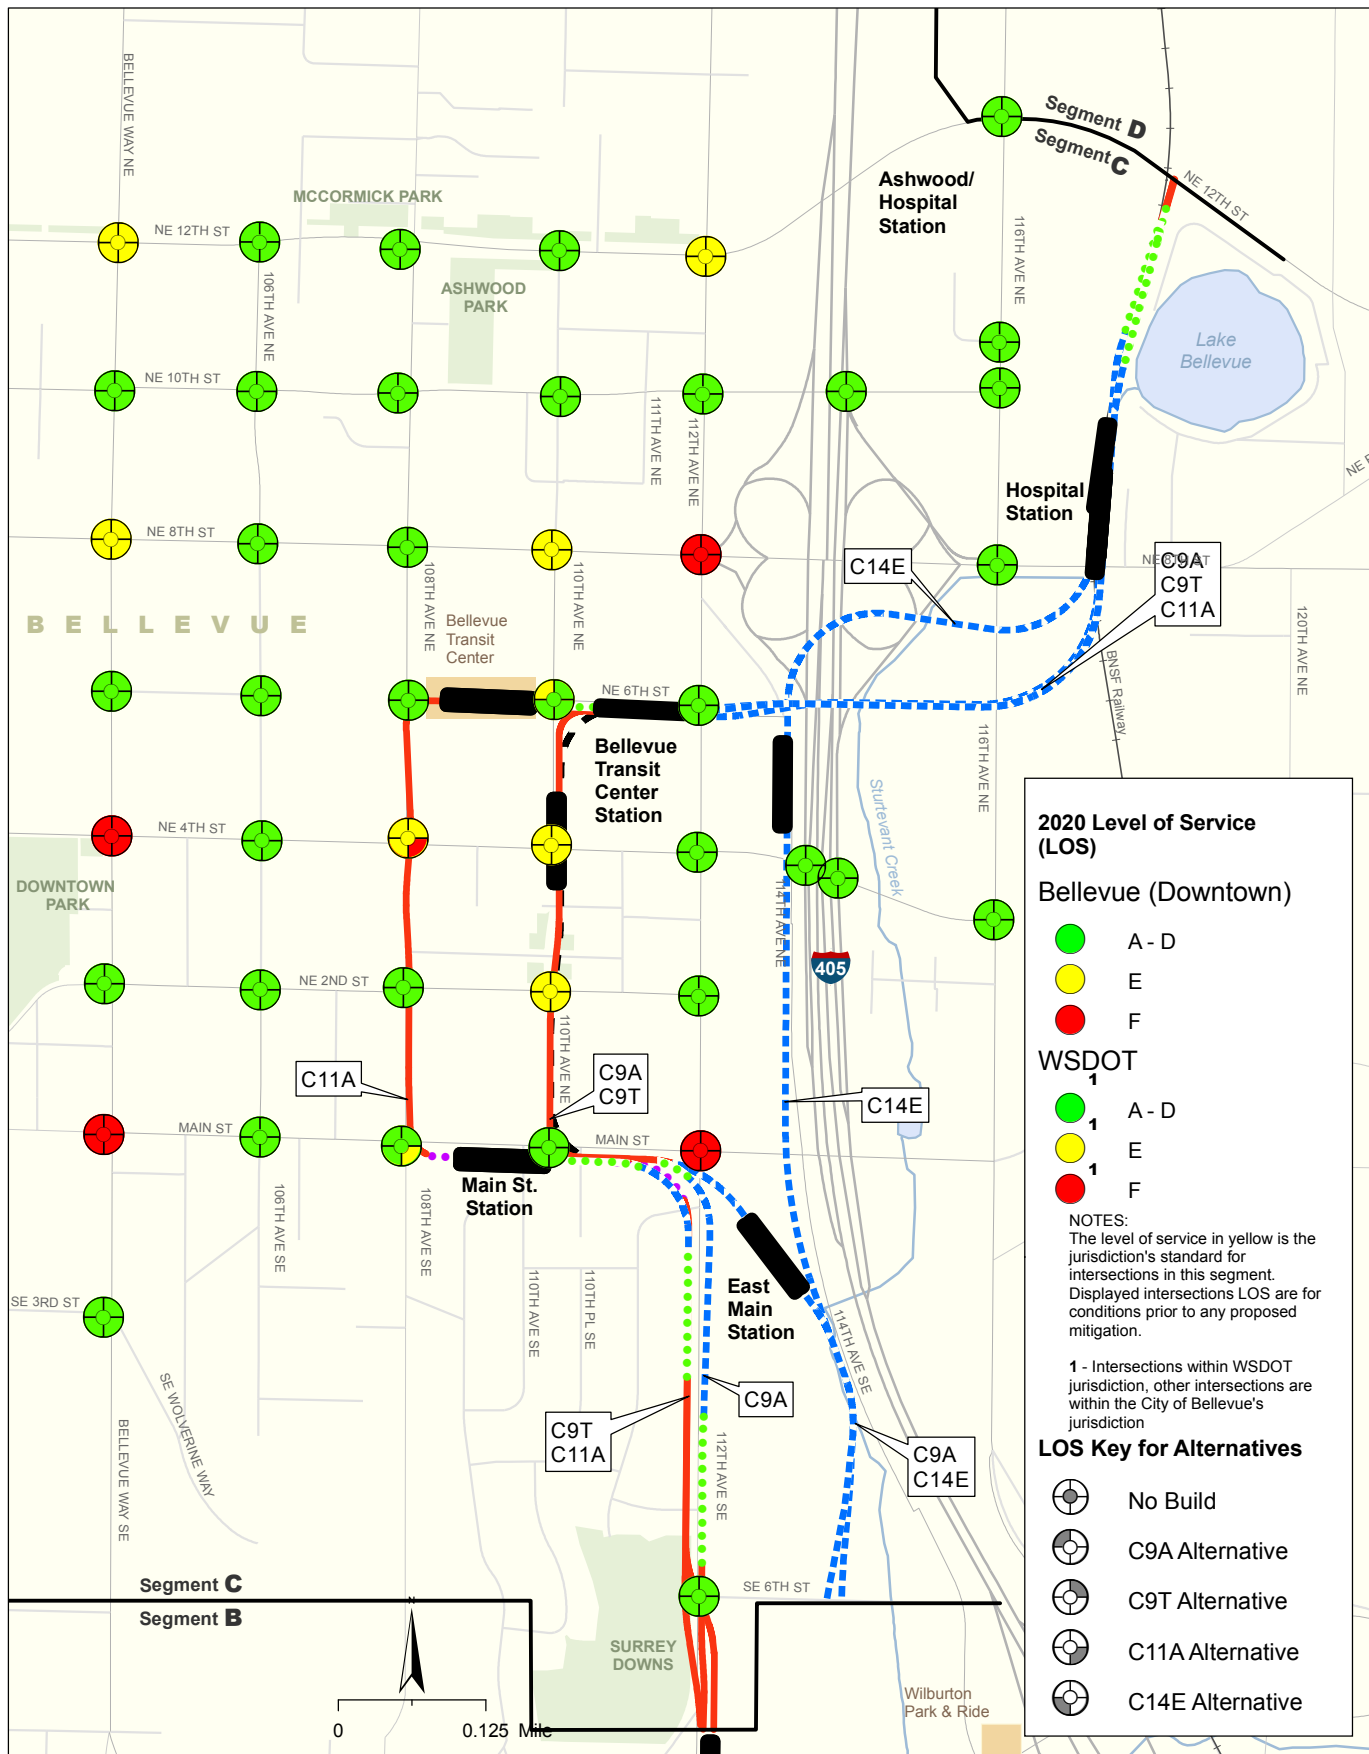 BELLEVUE WAY NE
Segment D
Segment C
NE 12TH ST
Ashwood/
Hospital
Station
116TH AVE NE
MCCORMICK PARK
NE 12TH ST
106TH AVE NE
ASHWOOD
PARK
Lake
Bellevue
NE 10TH ST
111TH AVE NE
112TH AVE NE
Hospital
Station
NE 8TH ST
C14E
NE 8TH ST
C9A
C9T
C11A
108TH AVE NE
110TH AVE NE
BELLEVUE
Bellevue
Transit
Center
120TH AVE NE
BNSF Railway
NE 6TH ST
Bellevue
Transit
Center
Station
116TH AVE NE
Sturtevant Creek
NE 4TH ST
DOWNTOWN
PARK
114TH AVE NE
405
NE 2ND ST
110TH AVE NE
C11A
C9A
C9T
C14E
MAIN ST
MAIN ST
Main St.
Station
106TH AVE SE
108TH AVE SE
110TH AVE SE
110TH PL SE
East
Main
Station
SE 3RD ST
114TH AVE SE
SE WOLVERINE WAY
BELLEVUE WAY SE
C9T
C11A
C9A
112TH AVE SE
C9A
C14E
SE 6TH ST
Segment C
Segment B
N
SURREY
DOWNS
Wilburton
Park & Ride
0 0.125 Mile
2020 Level of Service
(LOS)
Bellevue (Downtown)
A - D
E
F
WSDOT
1
A - D
1
E
1
F
NOTES:
The level of service in yellow is the
jurisdiction's standard for
intersections in this segment.
Displayed intersections LOS are for
conditions prior to any proposed
mitigation.
1 - Intersections within WSDOT
jurisdiction, other intersections are
within the City of Bellevue's
jurisdiction
LOS Key for Alternatives
No Build
C9A Alternative
C9T Alternative
C11A Alternative
C14E Alternative